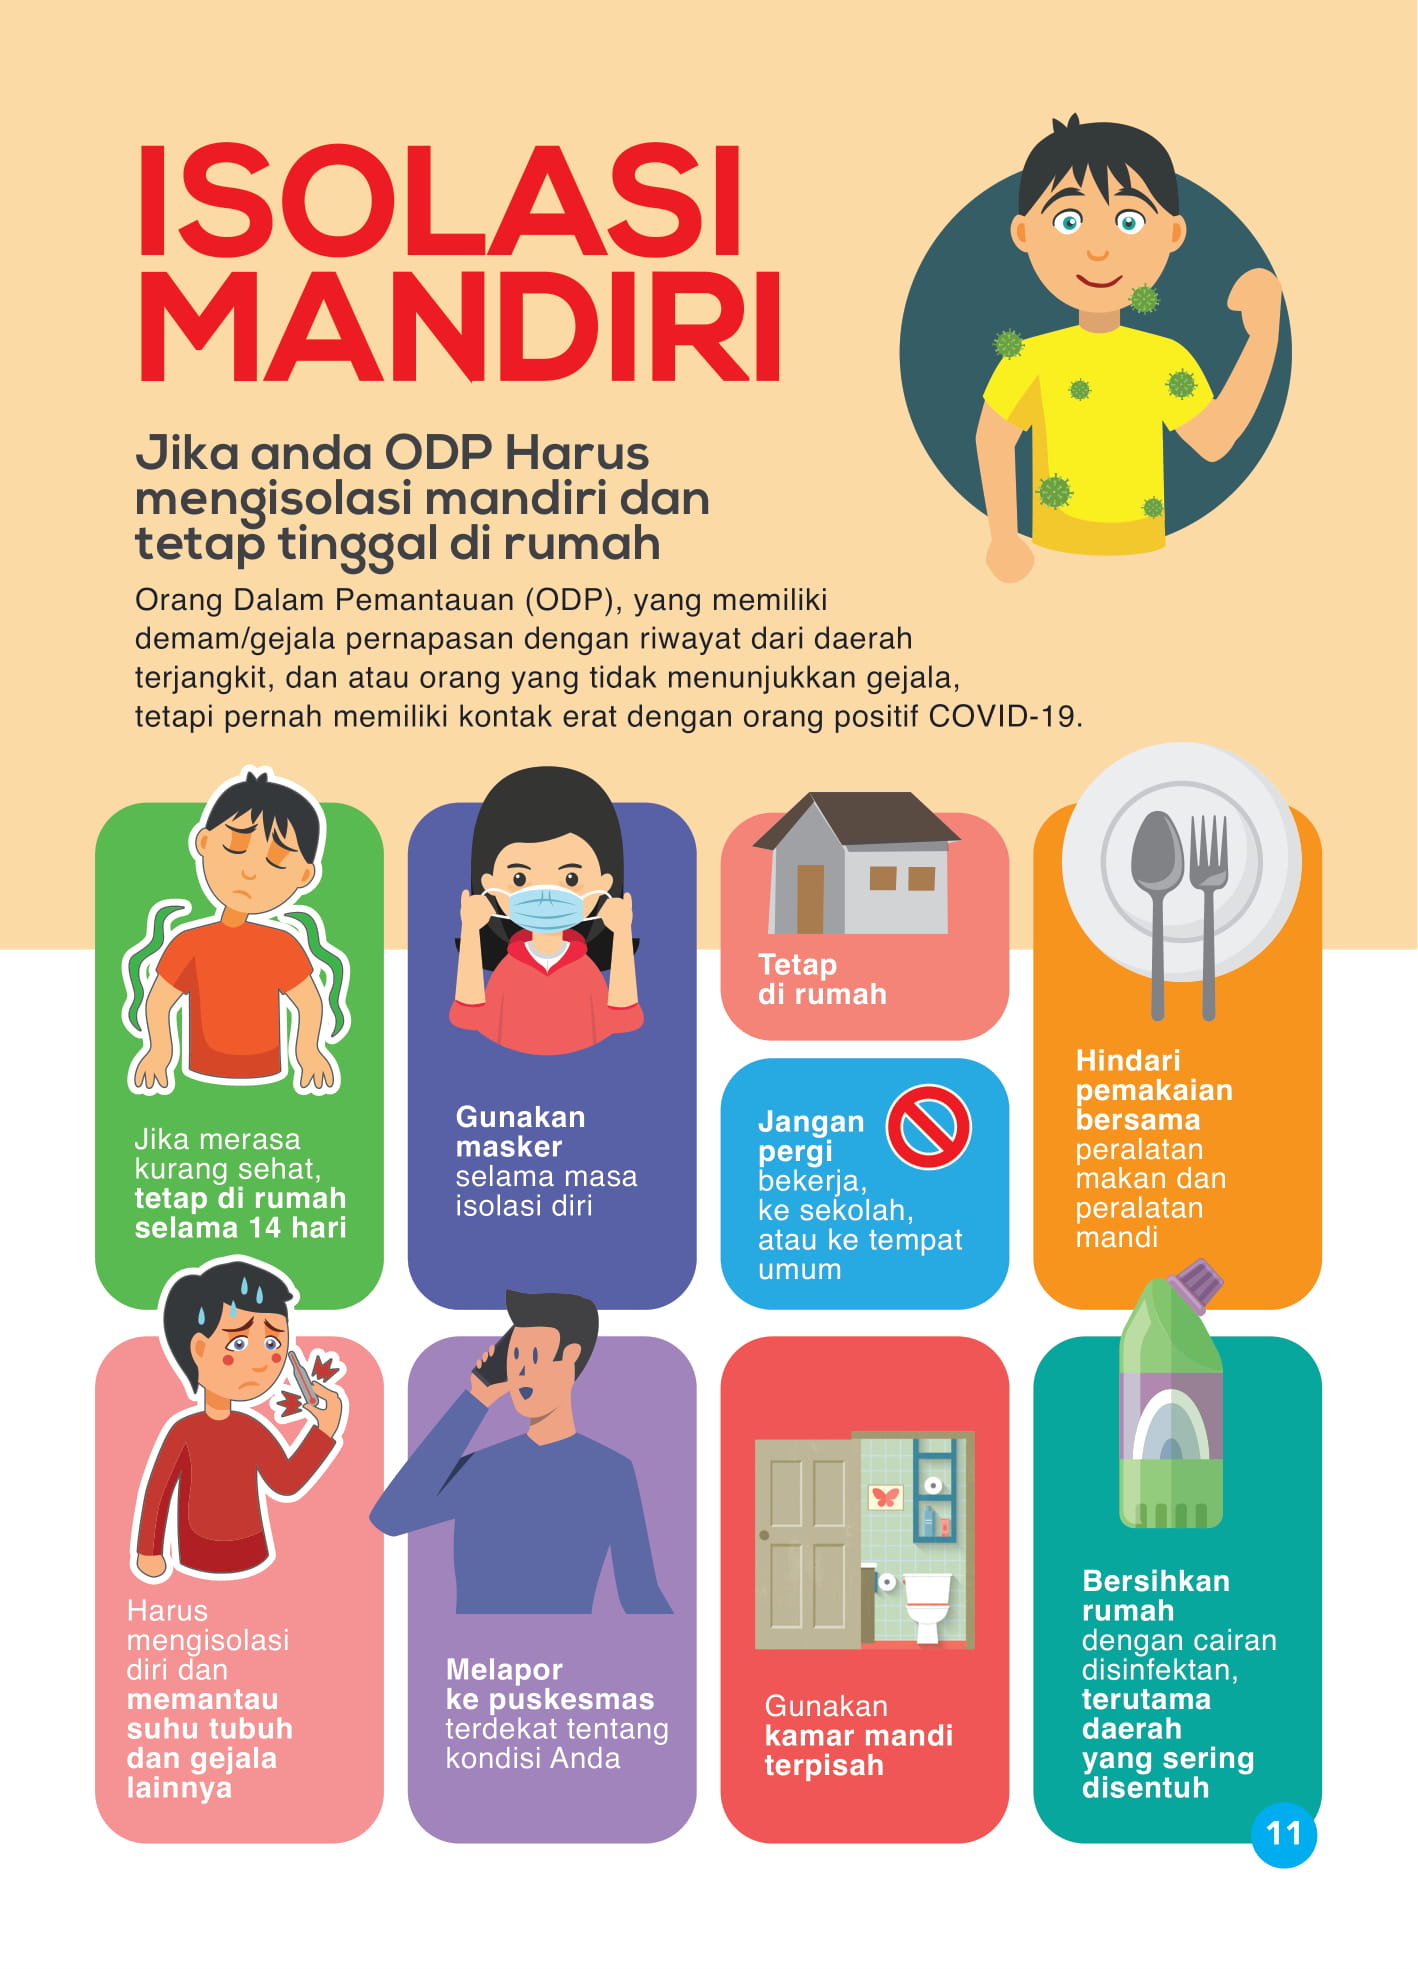 ISOLASI
MANDIRI
Jika anda ODP Harus
mengisolasi mandiri dan
tetap tinggal di rumah
Orang Dalam Pemantauan (ODP), yang memiliki
demam/gejala pernapasan dengan riwayat dari daerah
terjangkit, dan atau orang yang tidak menunjukkan gejala,
tetapi pernah memiliki kontak erat dengan orang positif COVID-19.
Jika merasa
kurang sehat,
tetap di rumah
selama 14 hari
Gunakan
masker
selama masa
isolasi diri
Tetap
di rumah
Jangan
pergi
bekerja,
ke sekolah,
atau ke tempat
umum
Hindari
pemakaian
bersama
peralatan
makan dan
peralatan
mandi
Harus
mengisolasi
diri dan
memantau
suhu tubuh
dan gejala
lainnya
Melapor
ke puskesmas
terdekat tentang
kondisi Anda
Gunakan
kamar mandi
terpisah
Bersihkan
rumah
dengan cairan
disinfektan,
terutama
daerah
yang sering
disentuh
11